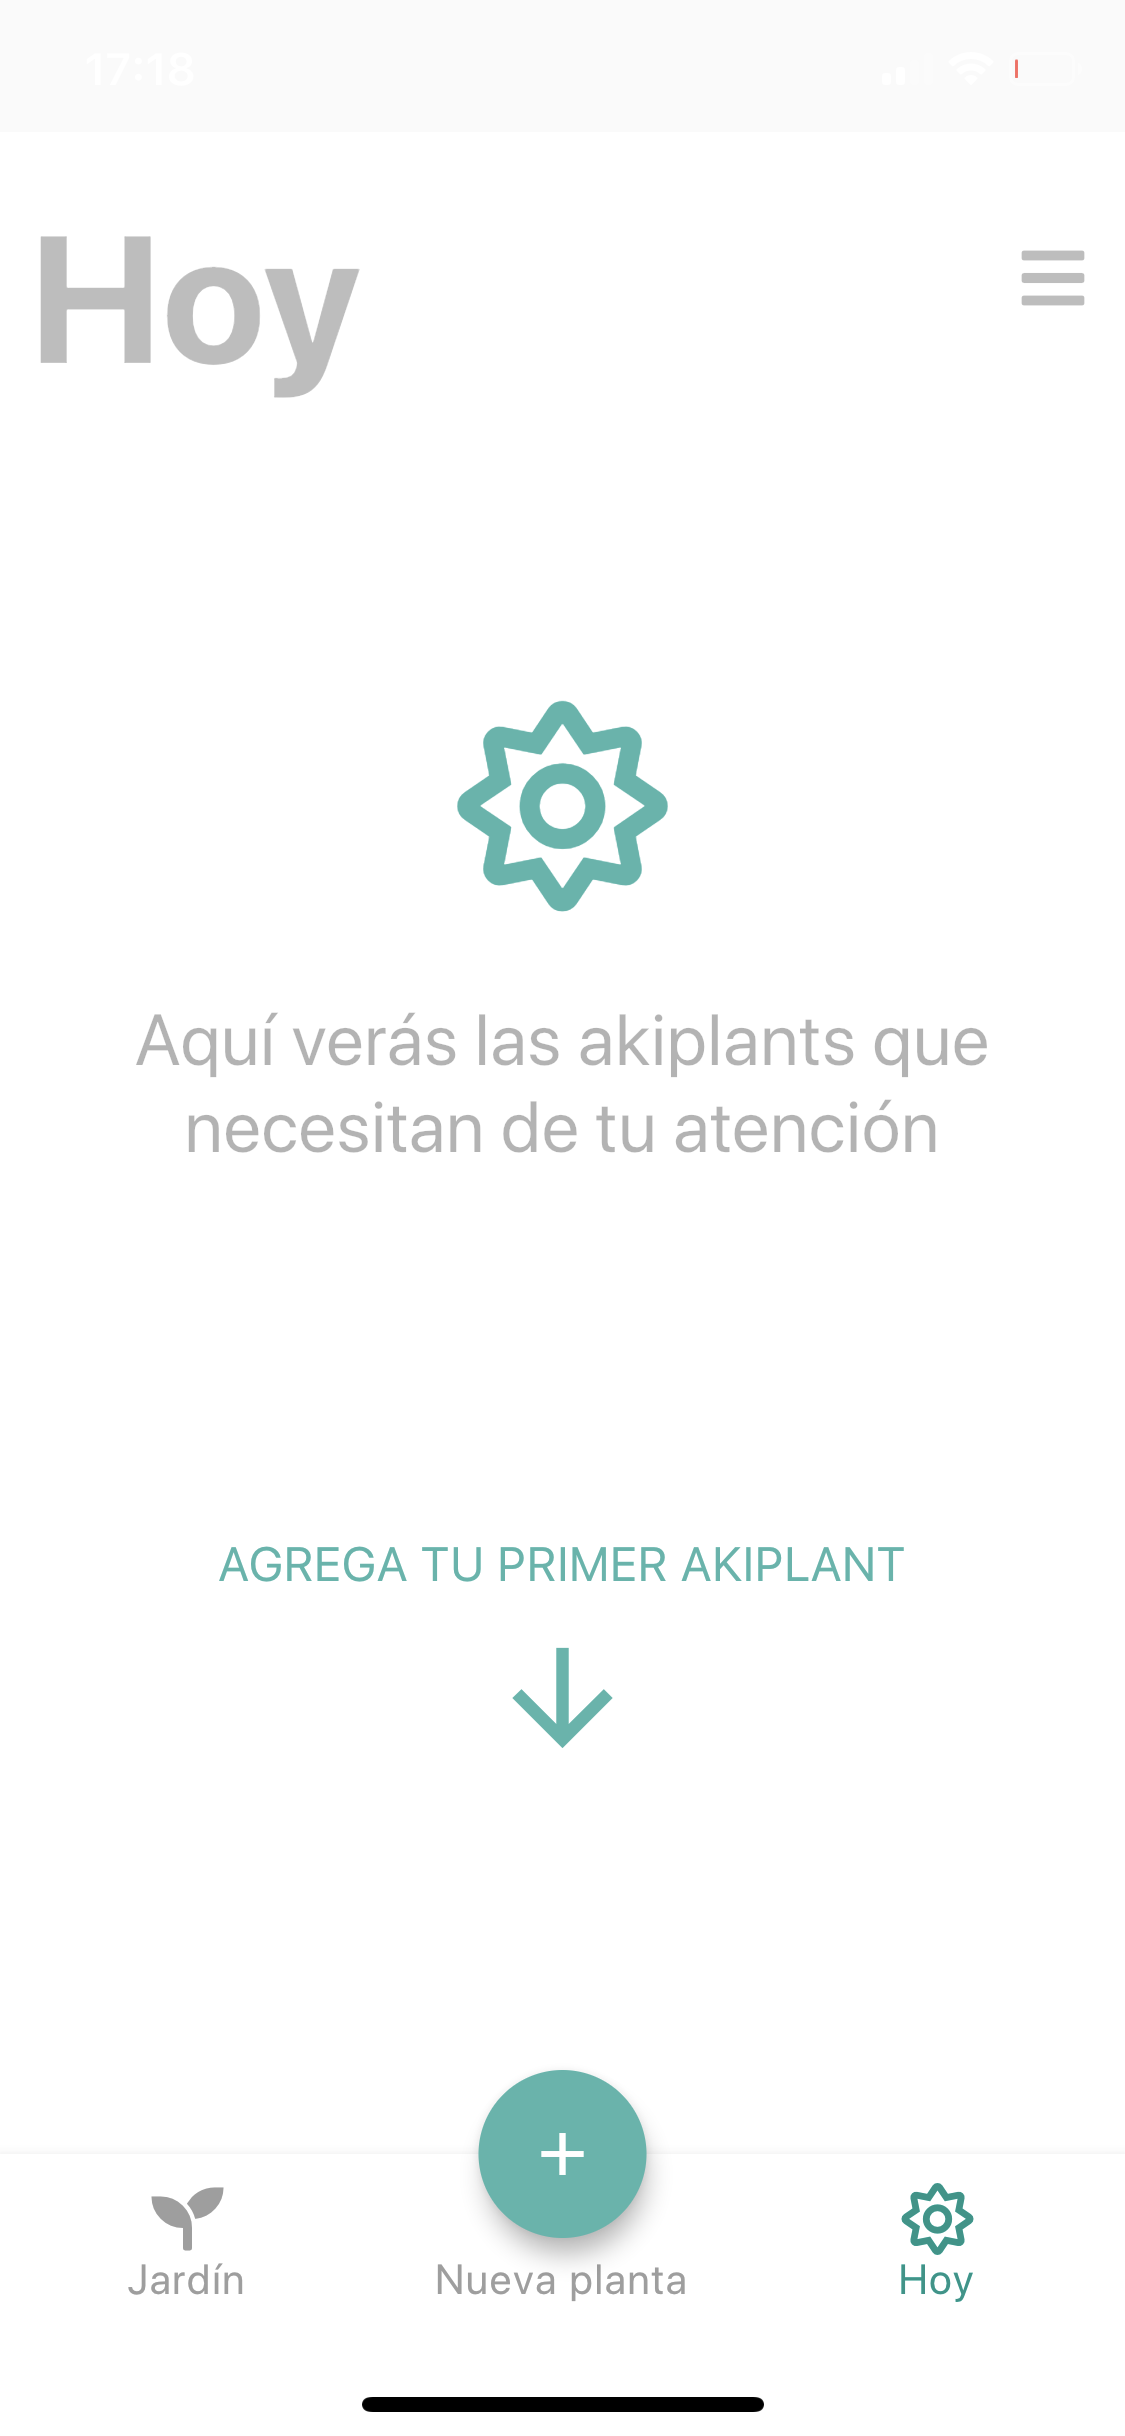 17:18
Hoy
Aquí verás las akiplants que
necesitan de tu atención
AGREGA TU PRIMER AKIPLANT
Jardín
Nueva planta
Hoy